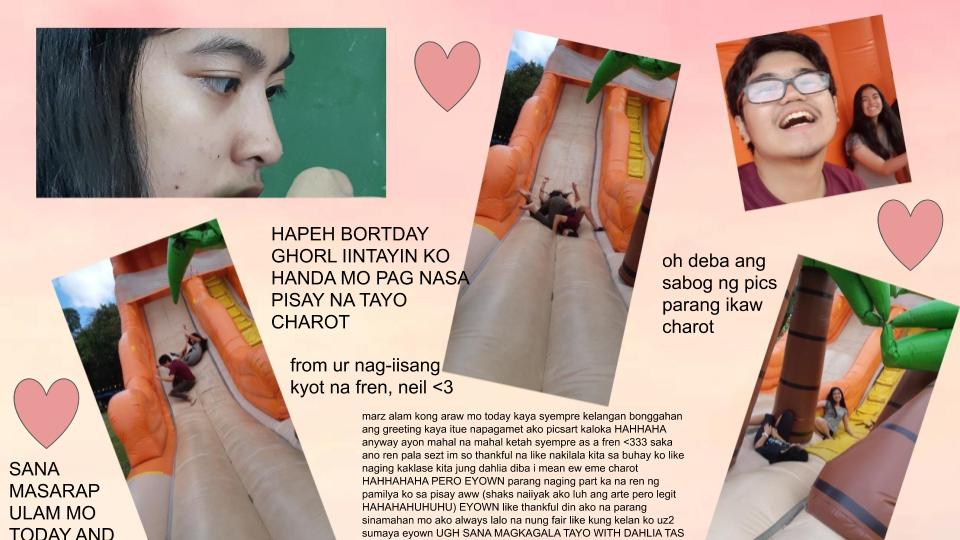 HAPEH BORTDAY
GHORL IINTAYIN KO
HANDA MO PAG NASA
PISAY NA TAYO
CHAROT
from ur nag-iisang
kyot na fren, neil <3
oh deba ang
sabog ng pics
parang ikaw
charot
SANA
MASARAP
ULAM MO
TODAY AND
marz alam kong araw mo today kaya syempre kelangan bonggahan
ang greeting kaya itue napagamet ako picsart kaloka HAHHAHA
anyway ayon mahal na mahal ketah syempre as a fren <333 saka
ano ren pala sezt im so thankful na like nakilala kita sa buhay ko like
naging kaklase kita jung dahlia diba i mean ew eme charot
HAHHAHAHA PERO EYOWN parang naging part ka na ren ng
pamilya ko sa pisay aww (shaks naiiyak ako luh ang arte pero legit
HAHAHAHUHUHU) EYOWN like thankful din ako na parang
sinamahan mo ako always lalo na nung fair like kung kelan ko uz2
sumaya eyown UGH SANA MAGKAGALA TAYO WITH DAHLIA TAS